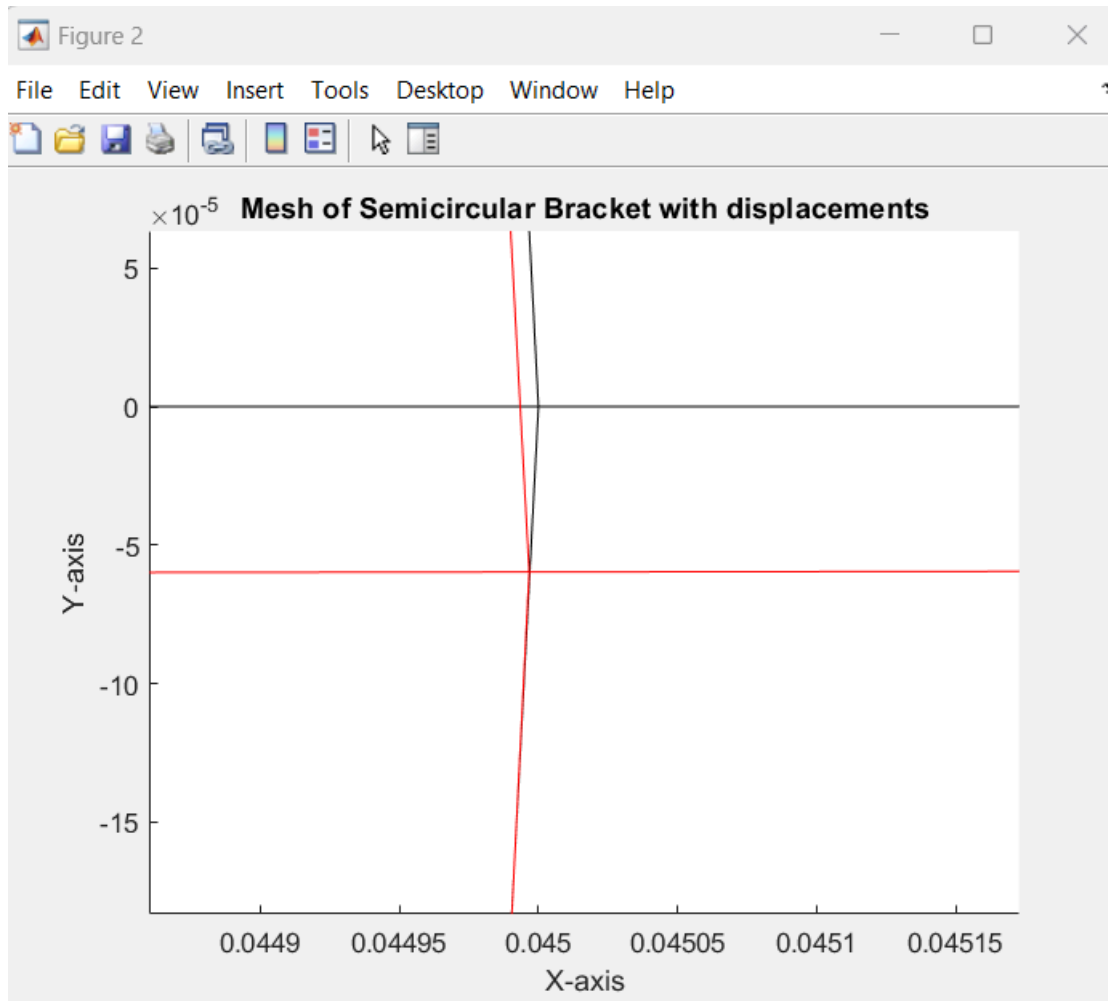 Figure 2
File Edit View Insert Tools Desktop Window Help
×10-5 Mesh of Semicircular Bracket with displacements
5
0
-5
-10
-15
Y-axis
0.0449 0.04495 0.045 0.04505 0.0451 0.04515
X-axis